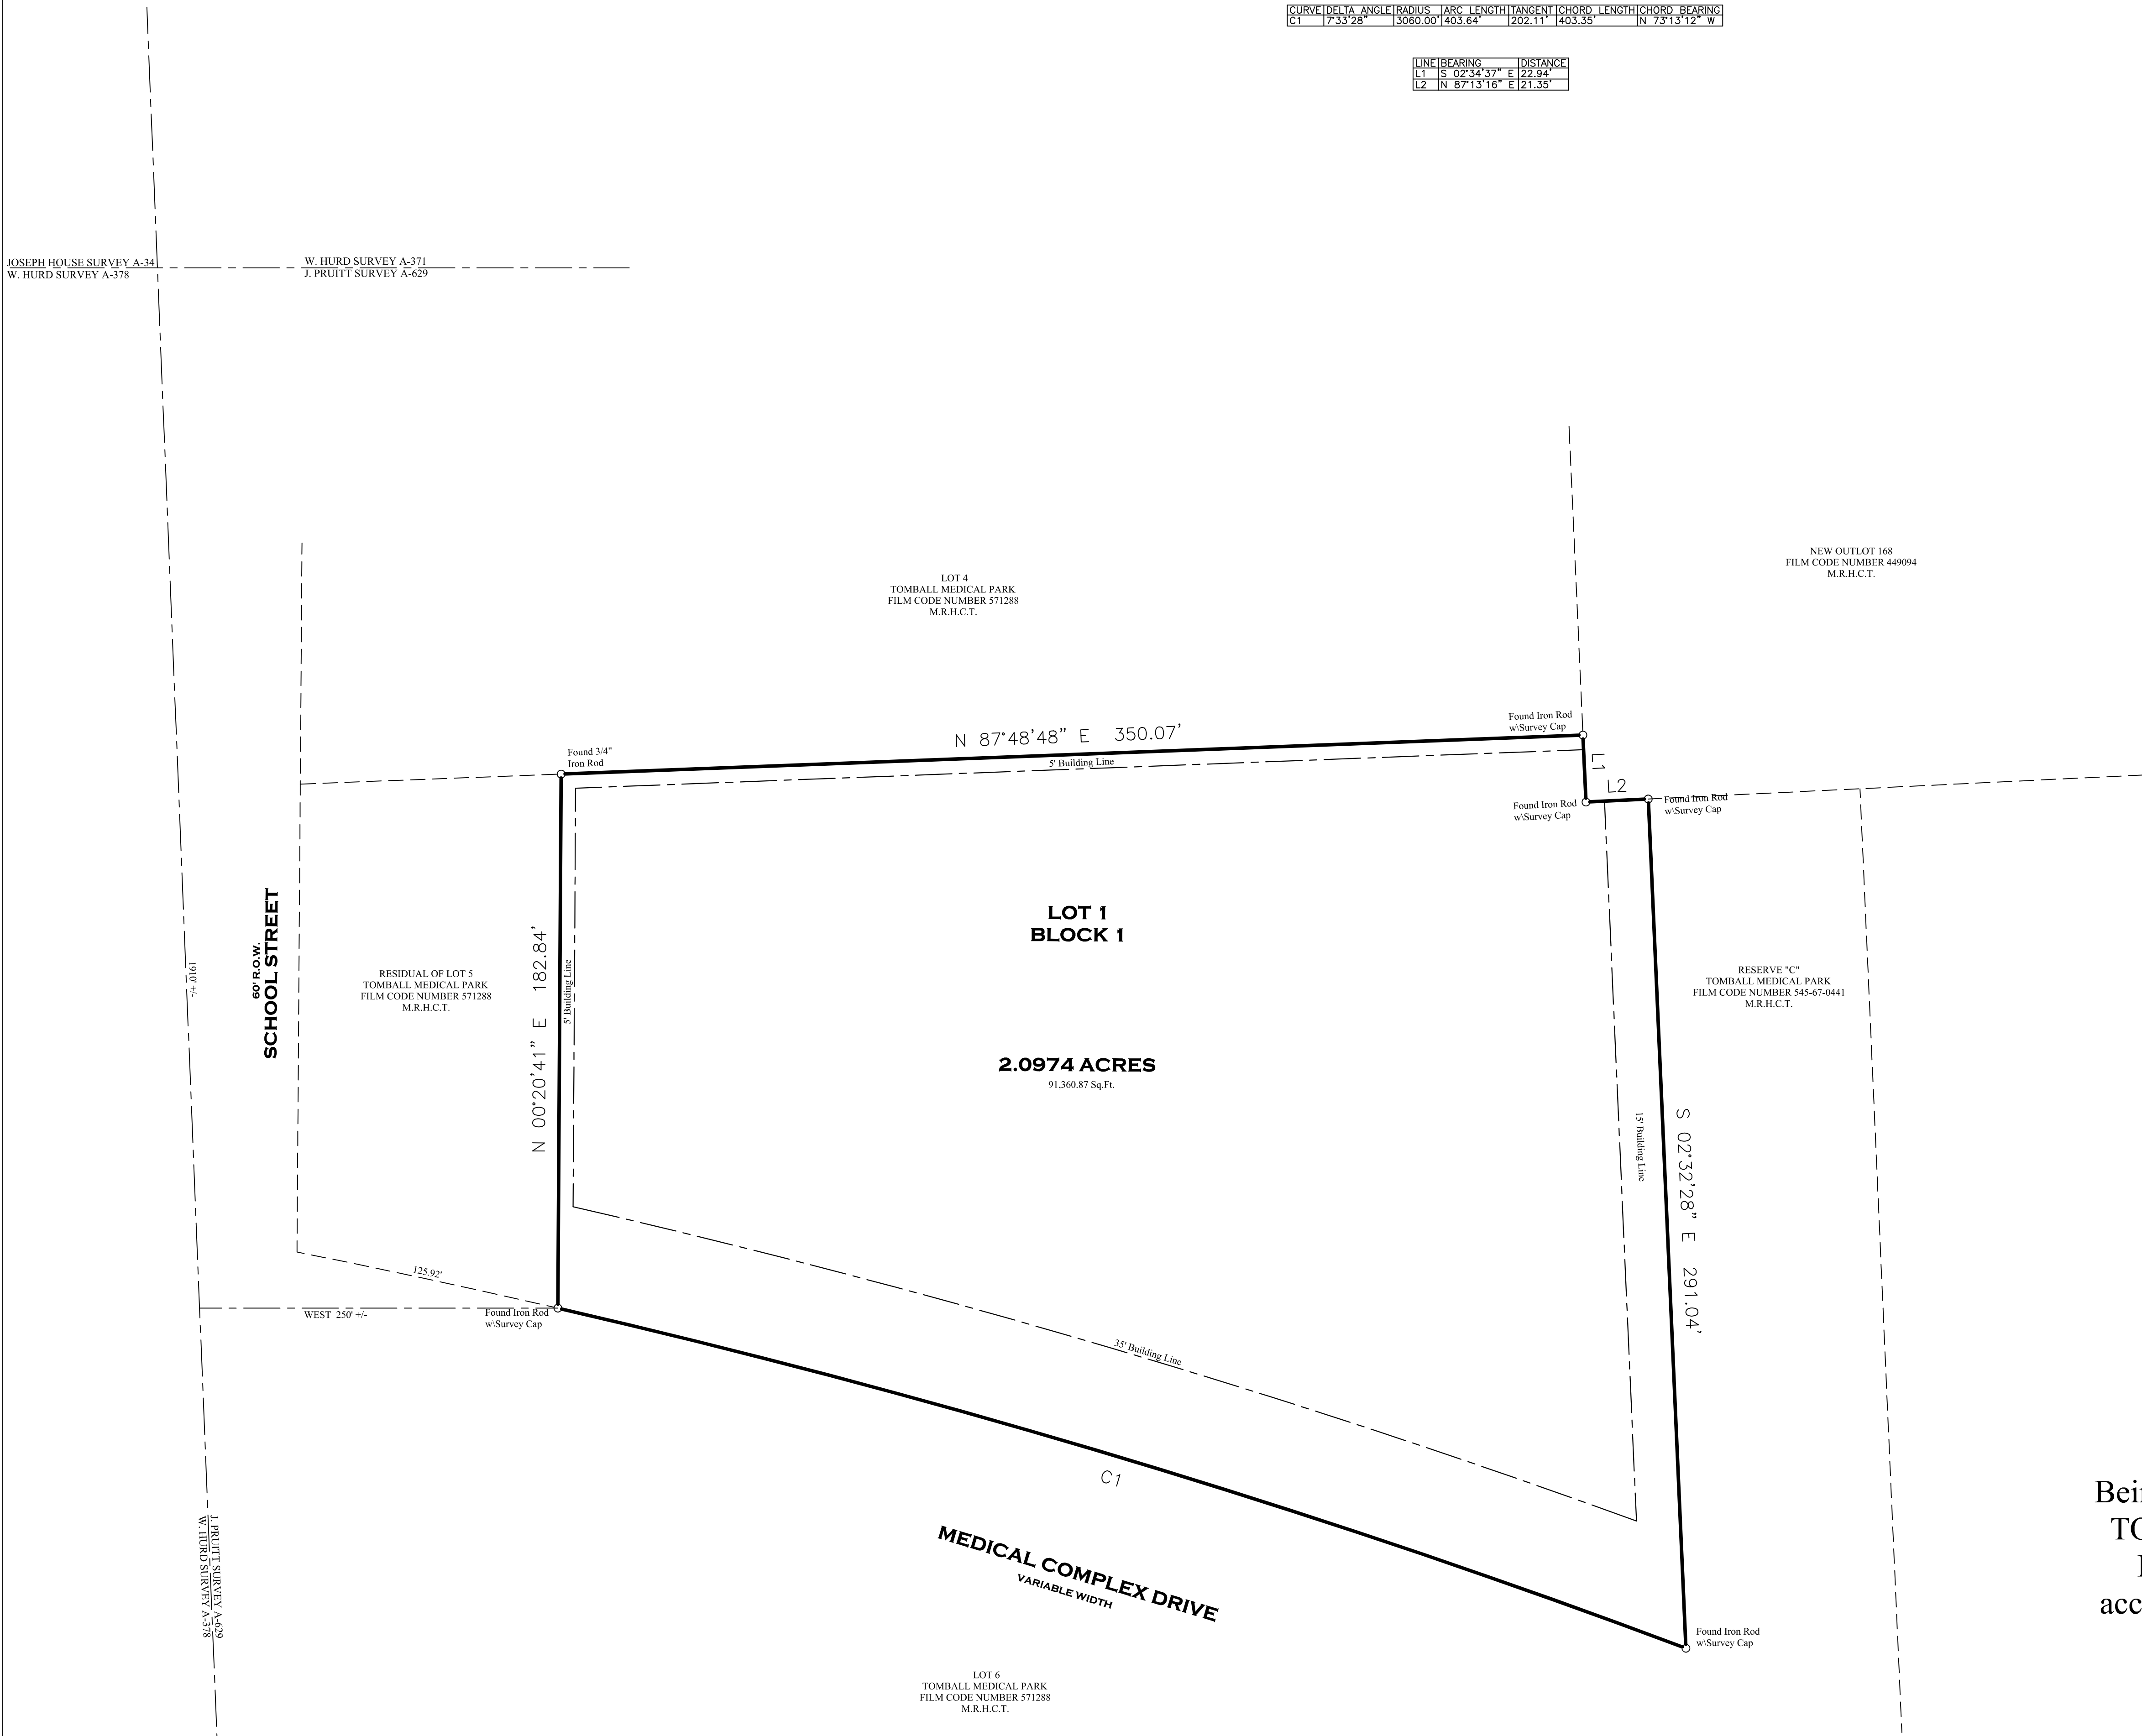 CURVE DELTA ANGLE RADIUS ARC LENGTH TANGENT CHORD LENGTH CHORD BEARING
C1 7°33'28" 3060.00' 403.64' 202.11' 403.35' N 73°13'12" W
LINE BEARING DISTANCE
L1 S 02°34'37" E 22.94'
L2 N 87°13'16" E 21.35'
JOSEPH HOUSE SURVEY A-34
W. HURD SURVEY A-378
W. HURD SURVEY A-371
J. PRUITT SURVEY A-629
NEW OUTLOT 168
FILM CODE NUMBER 449094
M.R.H.C.T.
LOT 4
TOMBALL MEDICAL PARK
FILM CODE NUMBER 571288
M.R.H.C.T.
N 87°48'48" E 350.07'
5' Building Line
Found 3/4"
Iron Rod
Found Iron Rod
w\Survey Cap
L1
L2
Found Iron Rod
w\Survey Cap
Found Iron Rod
w\Survey Cap
LOT 1
BLOCK 1
2.0974 ACRES
91,360.87 Sq.Ft.
1910' +/-
60' R.O.W.
SCHOOL STREET
RESIDUAL OF LOT 5
TOMBALL MEDICAL PARK
FILM CODE NUMBER 571288
M.R.H.C.T.
N 00°20'41" E 182.84'
5' Building Line
RESERVE "C"
TOMBALL MEDICAL PARK
FILM CODE NUMBER 545-67-0441
M.R.H.C.T.
15' Building Line
S 02°32'28" E 291.04'
125.92'
WEST 250' +/-
Found Iron Rod
w\Survey Cap
35' Building Line
C1
MEDICAL COMPLEX DRIVE
VARIABLE WIDTH
J. PRUITT SURVEY A-629
W. HURD SURVEY A-378
Found Iron Rod
w\Survey Cap
LOT 6
TOMBALL MEDICAL PARK
FILM CODE NUMBER 571288
M.R.H.C.T.